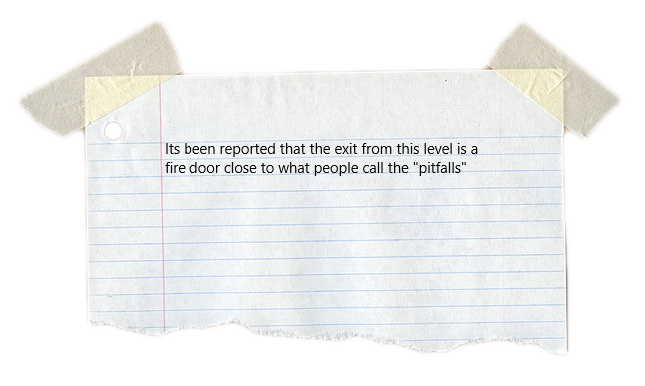 Its been reported that the exit from this level is a
fire door close to what people call the "pitfalls"